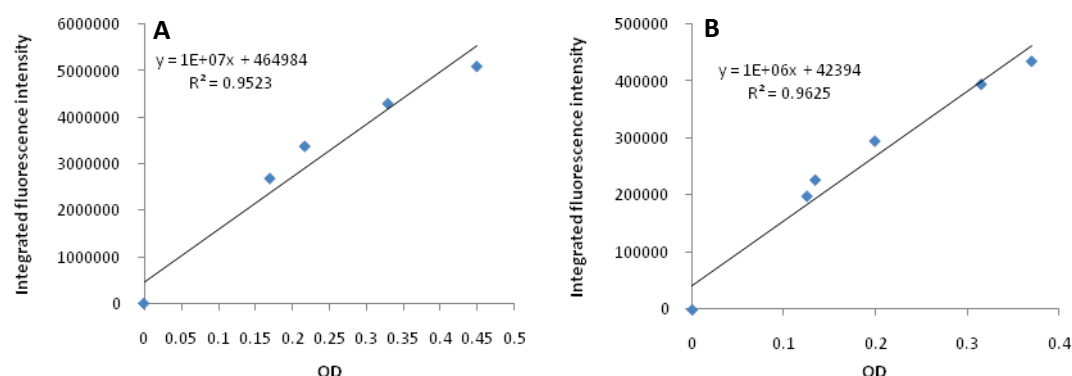 A
y = 1E+07x + 464984
R² = 0.9523
Integrated fluorescence intensity
6000000
5000000
4000000
3000000
2000000
1000000
0
0 0.05 0.1 0.15 0.2 0.25 0.3 0.35 0.4 0.45 0.5
OD
B
y = 1E+06x + 42394
R² = 0.9625
Integrated fluorescence intensity
500000
400000
300000
200000
100000
0
0 0.1 0.2 0.3 0.4
OD